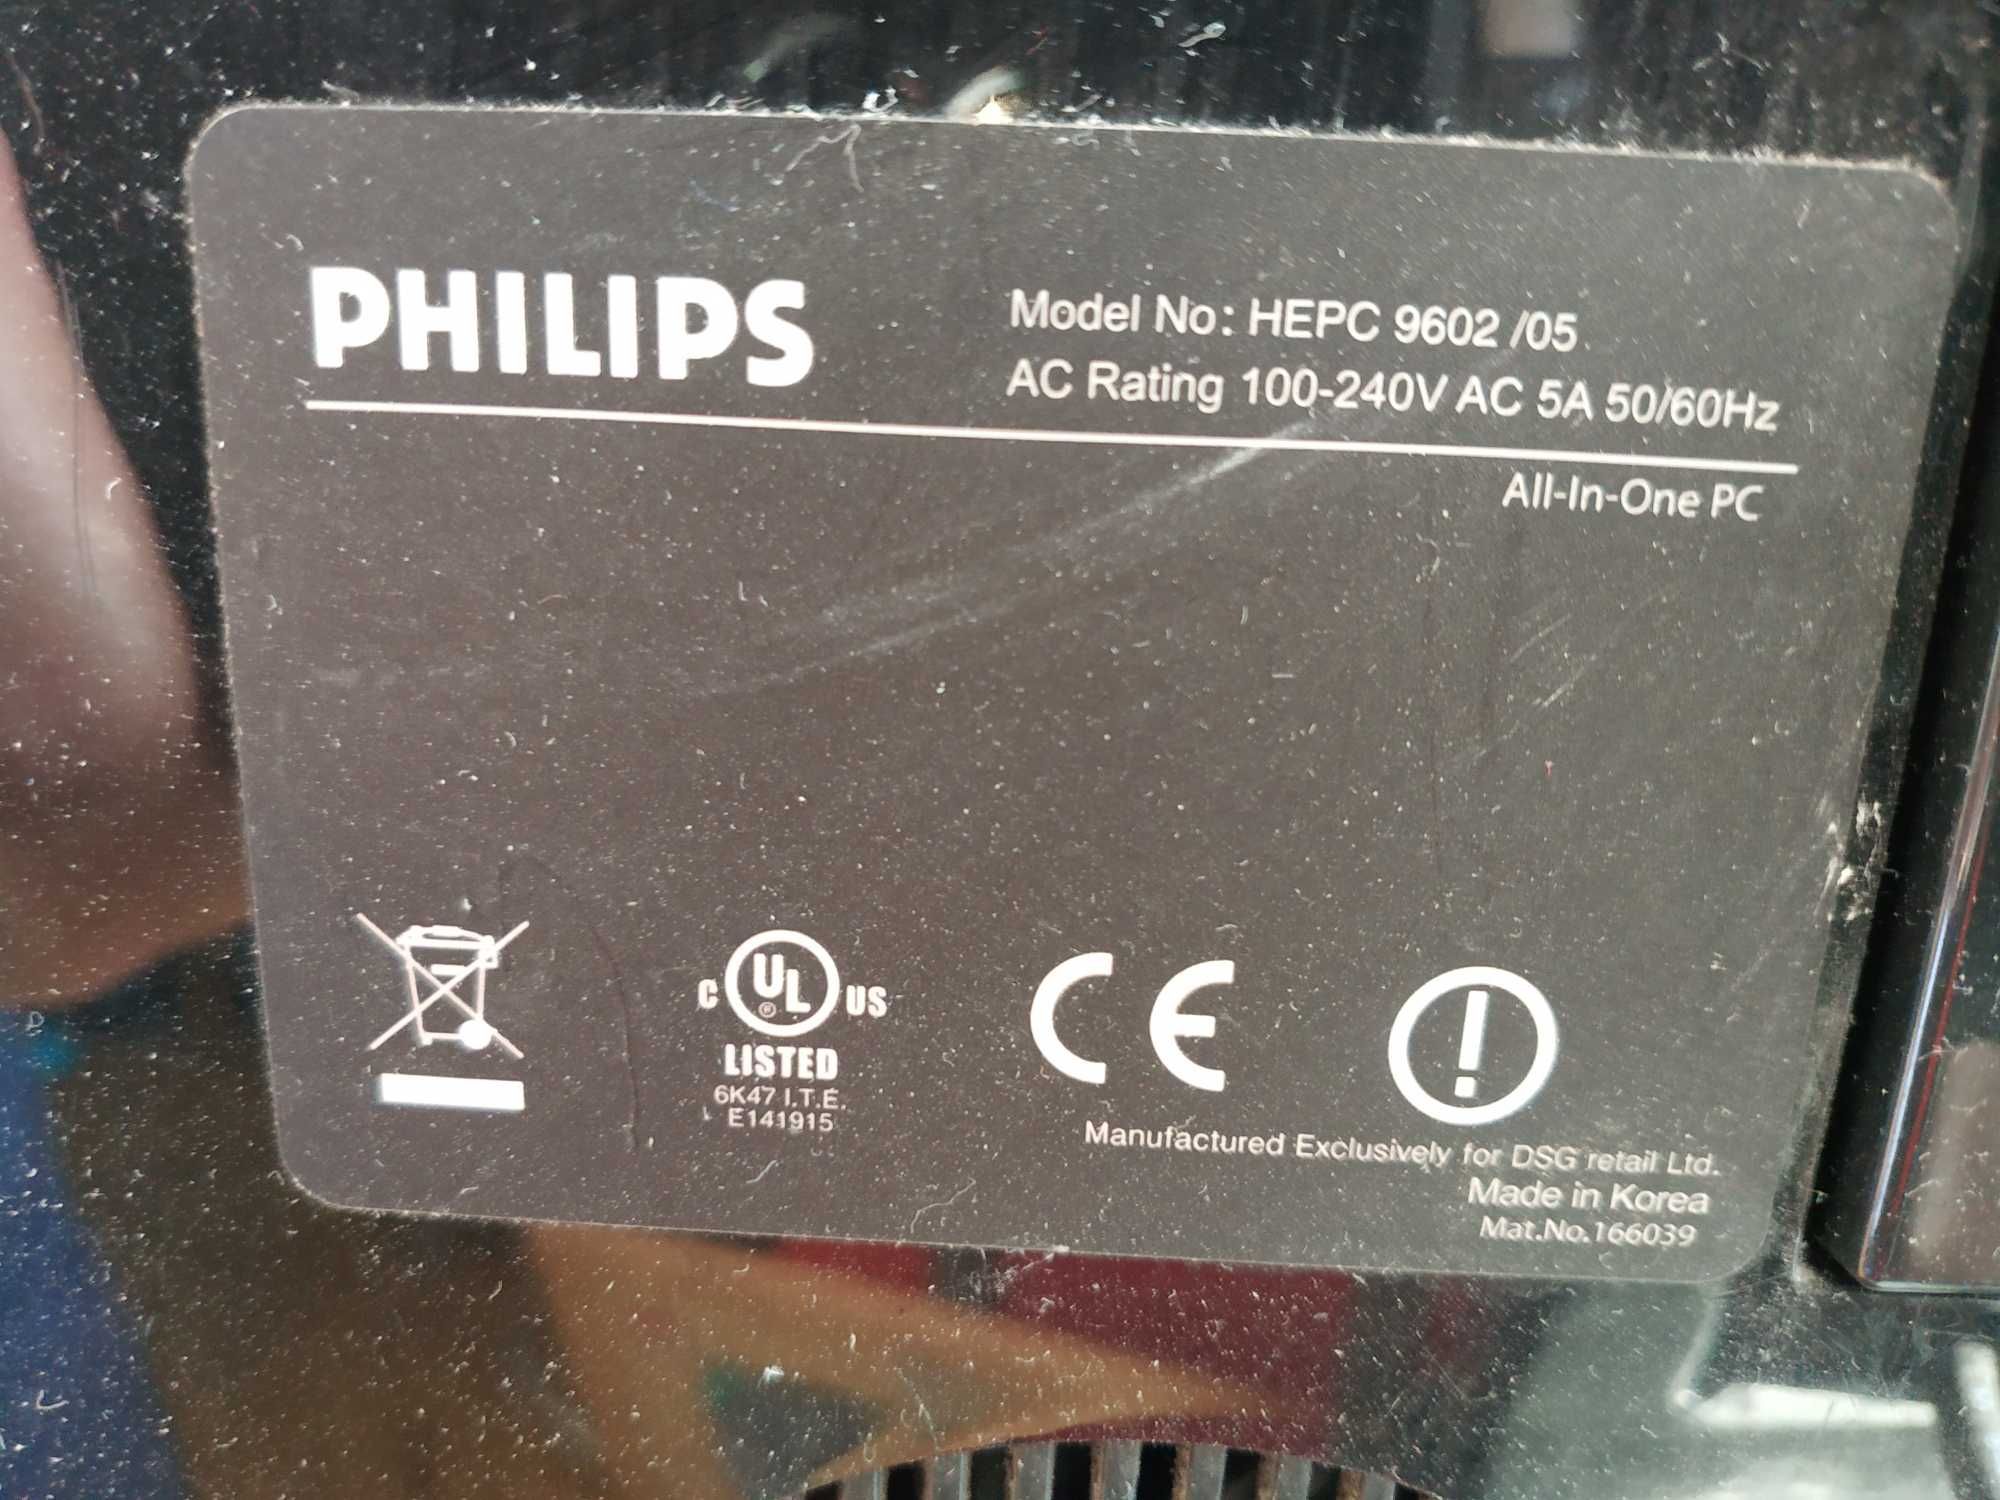 PHILIPS
Model No: HEPC 9602 /05
AC Rating 100-240V AC 5A 50/60Hz
All-In-One PC
C UL ® US
LISTED
6K47 I.T.E.
E141915
CE
!
Manufactured Exclusively for DSG retail Ltd.
Made in Korea
Mat.No.166039